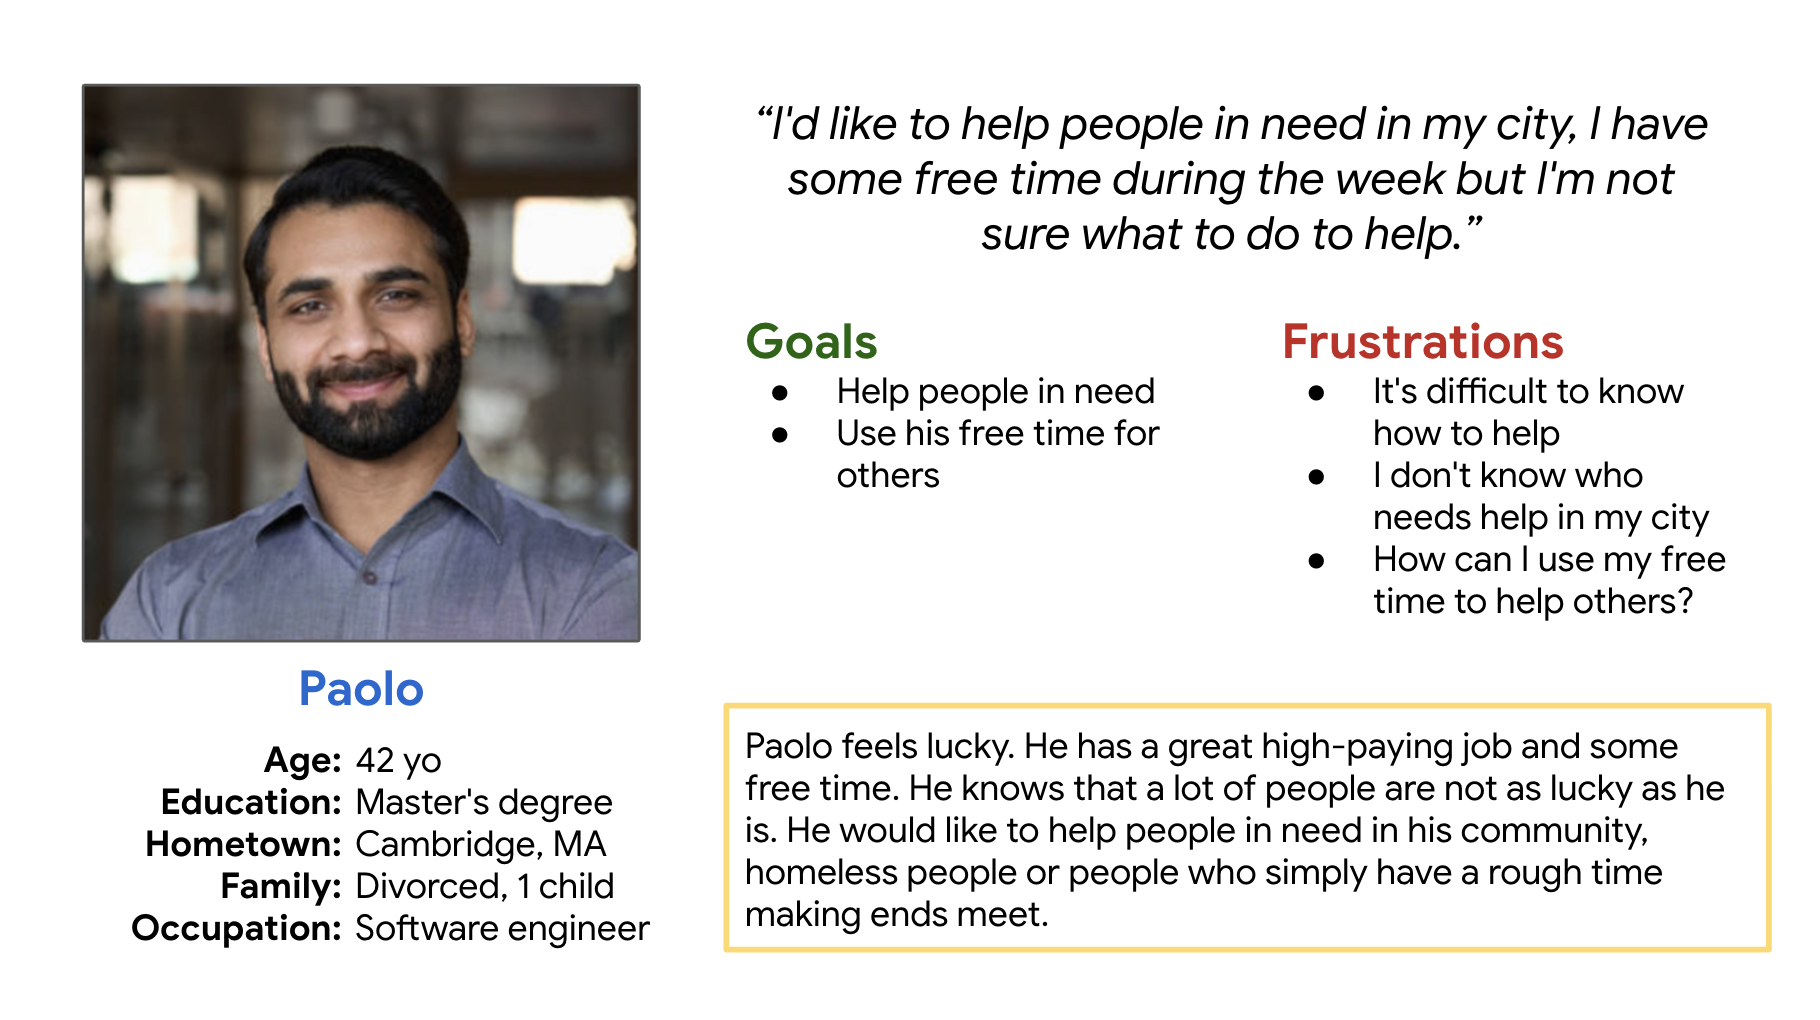 “I'd like to help people in need in my city, I have
some free time during the week but I'm not
sure what to do to help.”
Goals
● Help people in need
● Use his free time for
others
Frustrations
● It's difficult to know
how to help
● I don't know who
needs help in my city
● How can I use my free
time to help others?
Paolo
Age: 42 yo
Education: Master's degree
Hometown: Cambridge, MA
Family: Divorced, 1 child
Occupation: Software engineer
Paolo feels lucky. He has a great high-paying job and some
free time. He knows that a lot of people are not as lucky as he
is. He would like to help people in need in his community,
homeless people or people who simply have a rough time
making ends meet.